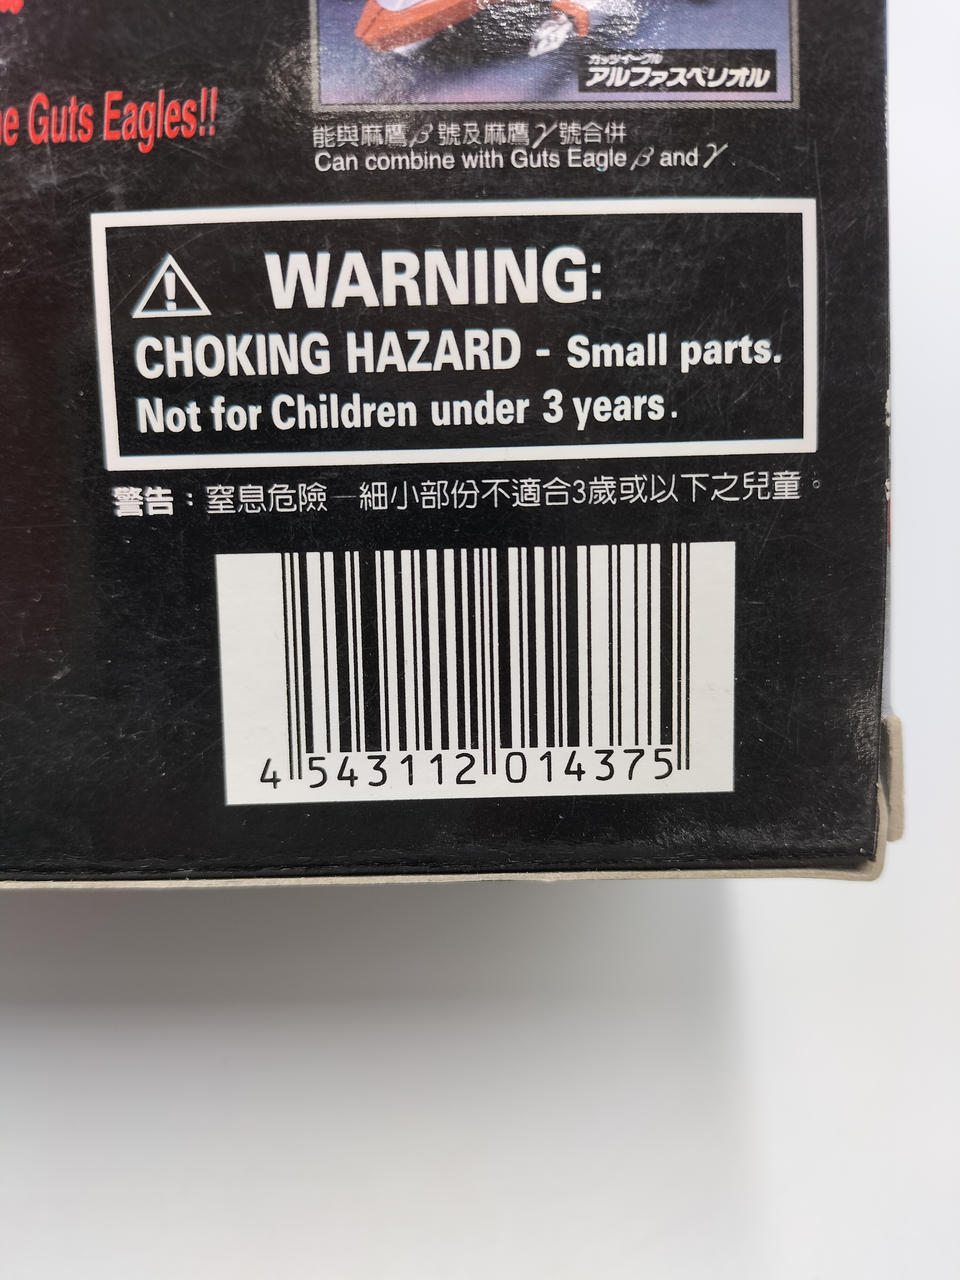 ガッツイーグル
アルファスペリオル
e Guts Eagles!!
能與麻鷹β號及麻鷹γ號合併
Can combine with Guts Eagle β and γ.
WARNING:
CHOKING HAZARD - Small parts.
Not for Children under 3 years.
警告：窒息危險—細小部份不適合3歲或以下之兒童。
4 543112 014375